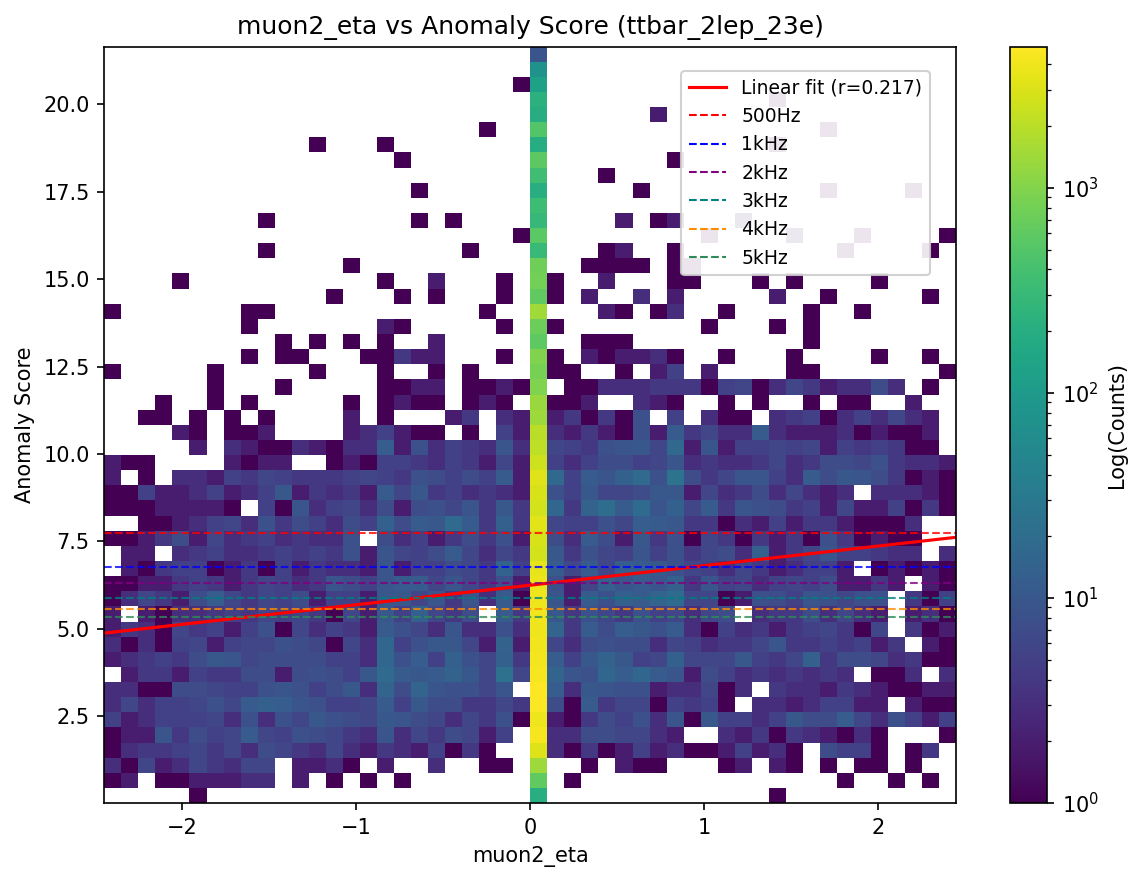 muon2_eta vs Anomaly Score (ttbar_2lep_23e)
Linear fit (r=0.217)
500Hz
1kHz
2kHz
3kHz
4kHz
5kHz
20.0
17.5
15.0
12.5
10.0
7.5
5.0
2.5
Anomaly Score
−2
−1
0
1
2
muon2_eta
10³
10²
10¹
10⁰
Log(Counts)